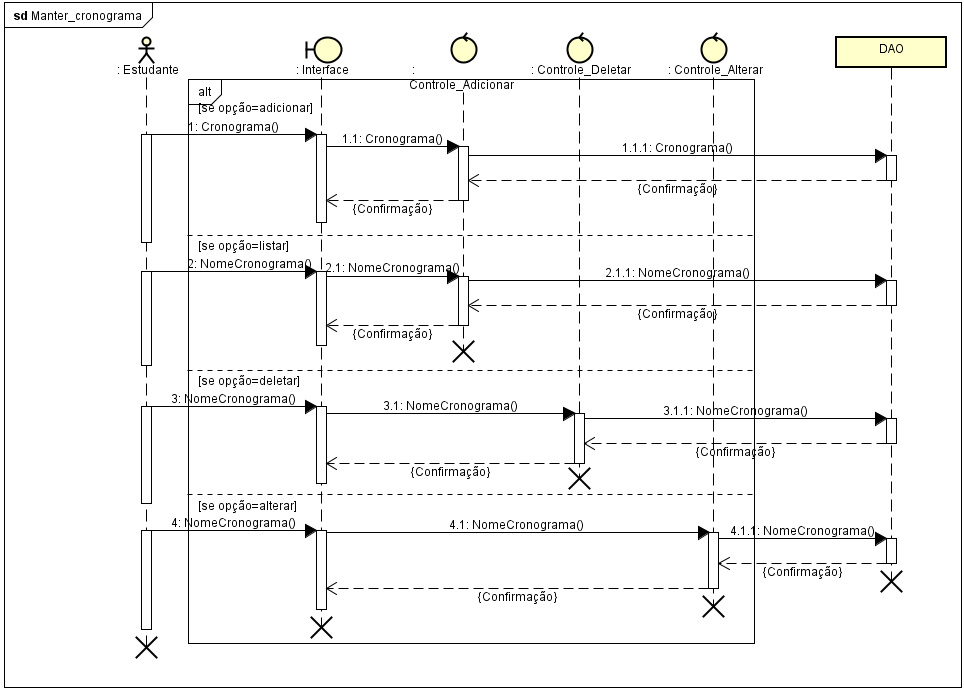 sd Manter_cronograma
: Estudante
: Interface
:
Controle_Adicionar
: Controle_Deletar
: Controle_Alterar
DAO
alt
[se opção=adicionar]
1: Cronograma()
1.1: Cronograma()
1.1.1: Cronograma()
{Confirmação}
{Confirmação}
[se opção=listar]
2: NomeCronograma()
2.1: NomeCronograma()
2.1.1: NomeCronograma()
{Confirmação}
{Confirmação}
[se opção=deletar]
3: NomeCronograma()
3.1: NomeCronograma()
3.1.1: NomeCronograma()
{Confirmação}
{Confirmação}
[se opção=alterar]
4: NomeCronograma()
4.1: NomeCronograma()
4.1.1: NomeCronograma()
{Confirmação}
{Confirmação}